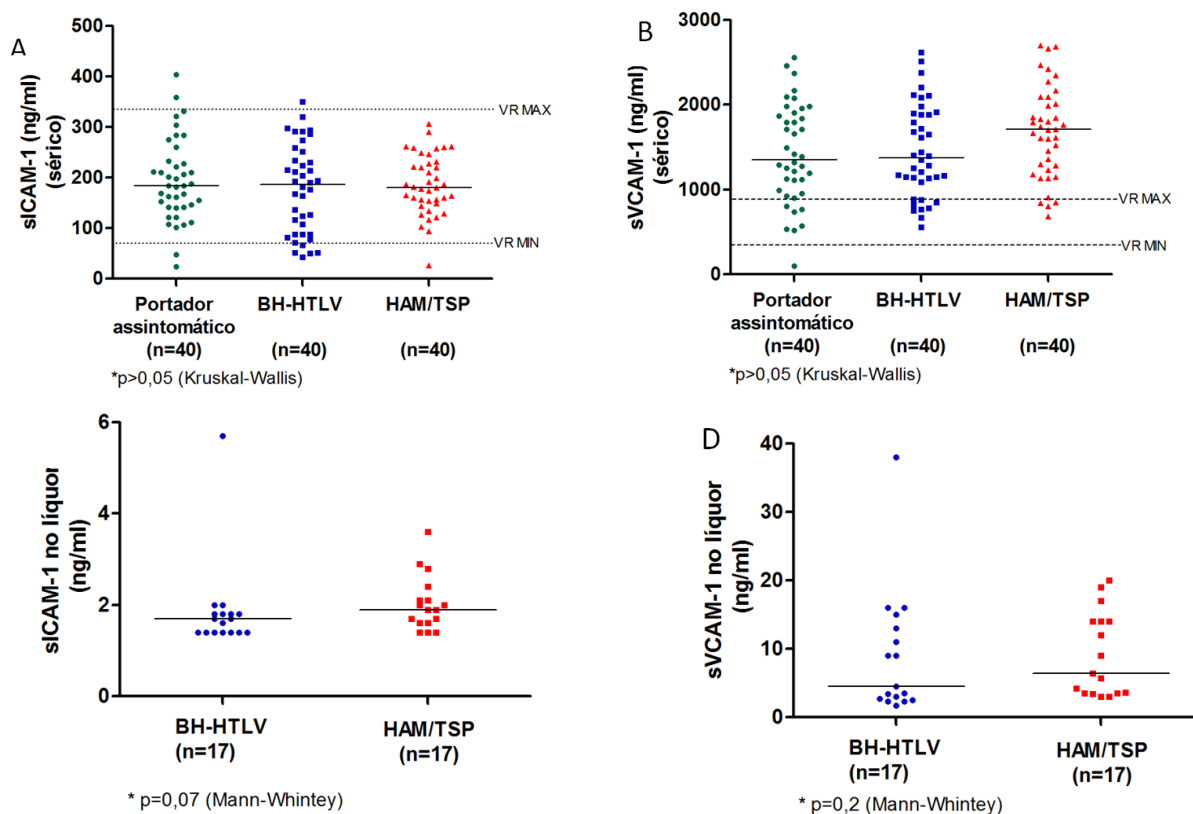 A
sICAM-1 (ng/ml)
(sérico)
500
400
300
200
100
0
VR MAX
VR MIN
Portador
assintomático
(n=40)
BH-HTLV
(n=40)
HAM/TSP
(n=40)
*p>0,05 (Kruskal-Wallis)
B
sVCAM-1 (ng/ml)
(sérico)
3000
2000
1000
0
VR MAX
VR MIN
Portador
assintomático
(n=40)
BH-HTLV
(n=40)
HAM/TSP
(n=40)
*p>0,05 (Kruskal-Wallis)
sICAM-1 no líquor
(ng/ml)
6
4
2
0
BH-HTLV
(n=17)
HAM/TSP
(n=17)
* p=0,07 (Mann-Whintey)
D
sVCAM-1 no líquor
(ng/ml)
40
30
20
10
0
BH-HTLV
(n=17)
HAM/TSP
(n=17)
* p=0,2 (Mann-Whintey)